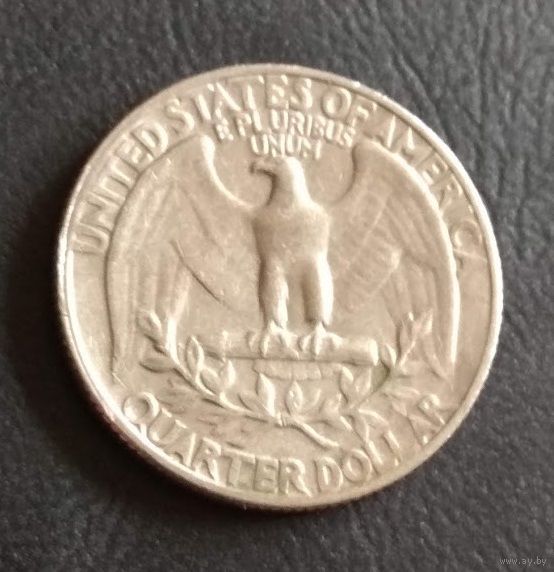 UNITED STATES OF AMERICA
E PLURIBUS
UNUM
QUARTER DOLLAR
www.ay.by